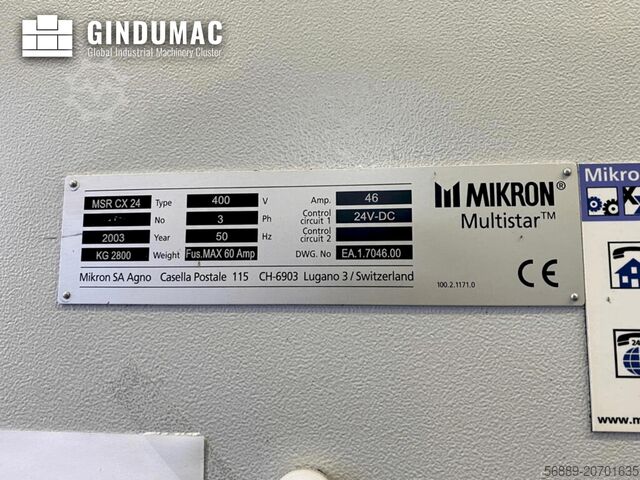 GINDUMAC
Global Industrial Machinery Cluster
MSR CX 24 Type 400 V Amp. 46
No 3 Ph Control circuit 1 24V-DC
2003 Year 50 Hz Control circuit 2
KG 2800 Weight Fus.MAX 60 Amp DWG. No EA.1.7046.00
Mikron SA Agno Casella Postale 115 CH-6903 Lugano 3 / Switzerland
MIKRON®
Multistar™
100.2.1171.0
CE
Mikro
24
www.m
56889-20701635